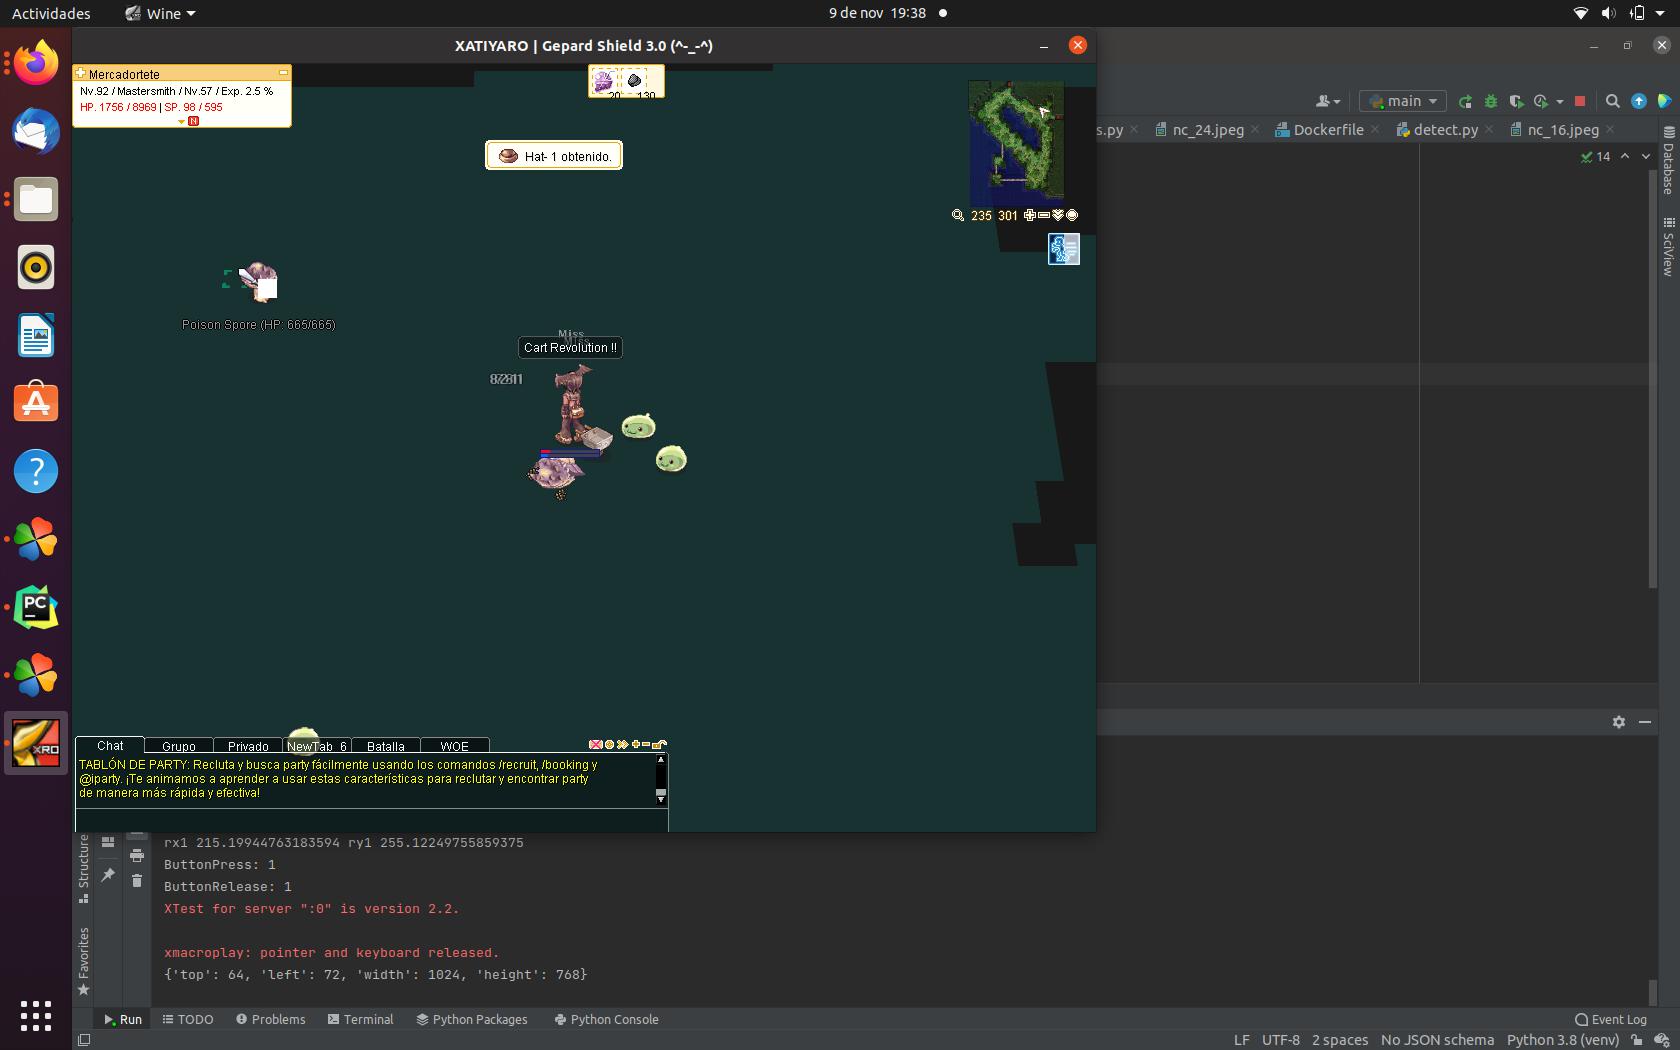 Actividades
Wine
9 de nov 19:38
XATIYARO | Gepard Shield 3.0 (^-_-^)
Mercadortete
Nv.92 / Mastersmith / Nv.57 / Exp. 2.5 %
HP. 1756 / 8969 | SP. 98 / 595
N
20
130
Hat- 1 obtenido.
235 301
Poison Spore (HP: 665/665)
Miss
Miss
Cart Revolution !!
main
s.py
nc_24.jpeg
Dockerfile
detect.py
nc_16.jpeg
14
Database
SciView
PC
XRO
Chat
Grupo
Privado
NewTab_6
Batalla
WOE
TABLÓN DE PARTY: Recluta y busca party fácilmente usando los comandos /recruit, /booking y
@iparty. ¡Te animamos a aprender a usar estas características para reclutar y encontrar party
de manera más rápida y efectiva!
Structure
Favorites
rx1 215.19944763183594 ry1 255.12249755859375
ButtonPress: 1
ButtonRelease: 1
XTest for server ":0" is version 2.2.
xmacroplay: pointer and keyboard released.
{'top': 64, 'left': 72, 'width': 1024, 'height': 768}
Run
TODO
Problems
Terminal
Python Packages
Python Console
Event Log
LF
UTF-8
2 spaces
No JSON schema
Python 3.8 (venv)